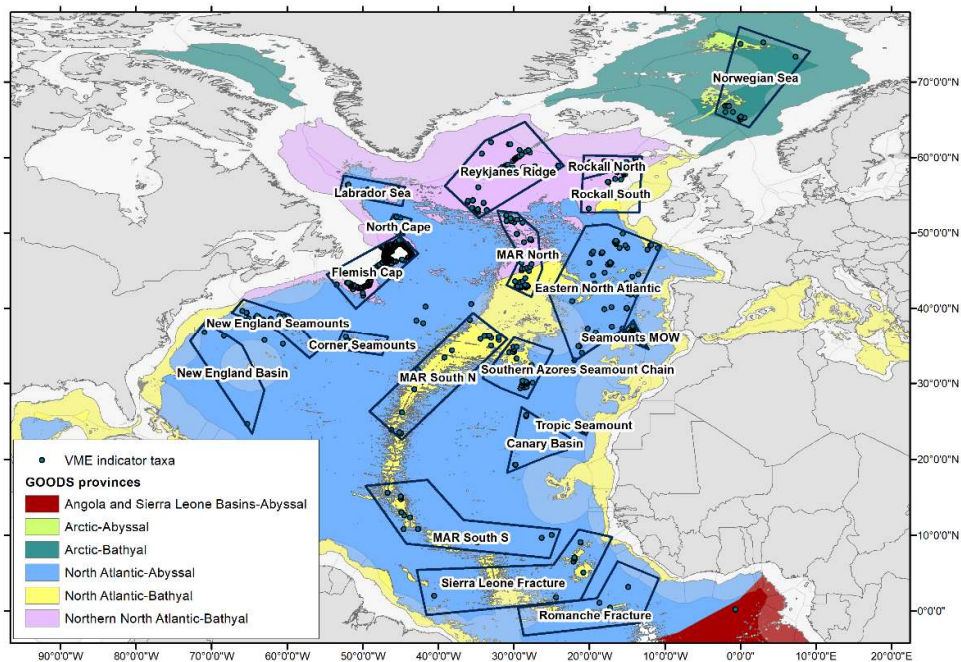 Norwegian Sea
70°0'0"N
Reykjanes Ridge
Rockall North
60°0'0"N
Labrador Sea
Rockall South
North Cape
50°0'0"N
MAR North
Flemish Cap
Eastern North Atlantic
40°0'0"N
New England Seamounts
Seamounts MOW
Corner Seamounts
New England Basin
MAR South N
Southern Azores Seamount Chain
30°0'0"N
Tropic Seamount
Canary Basin
20°0'0"N
VME indicator taxa
GOODS provinces
Angola and Sierra Leone Basins-Abyssal
Arctic-Abyssal
Arctic-Bathyal
North Atlantic-Abyssal
North Atlantic-Bathyal
Northern North Atlantic-Bathyal
10°0'0"N
MAR South S
Sierra Leone Fracture
Romanche Fracture
0°0'0"
90°0'0"W 80°0'0"W 70°0'0"W 60°0'0"W 50°0'0"W 40°0'0"W 30°0'0"W 20°0'0"W 10°0'0"W 0°0'0" 10°0'0"E 20°0'0"E